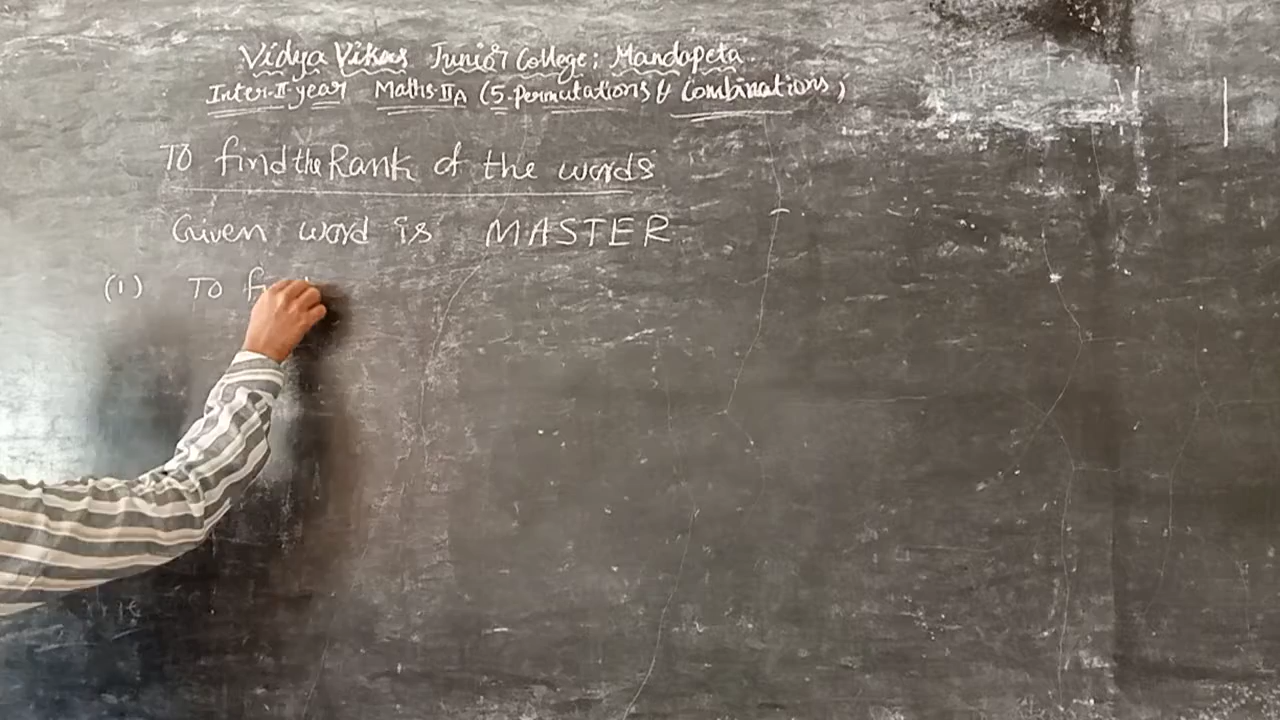 Vidya Vikas Junior College; Mandapeta.
Inter-II-year Maths-IIA (5. Permutations & Combinations)
To find the Rank of the words
Given word is MASTER
(1) To